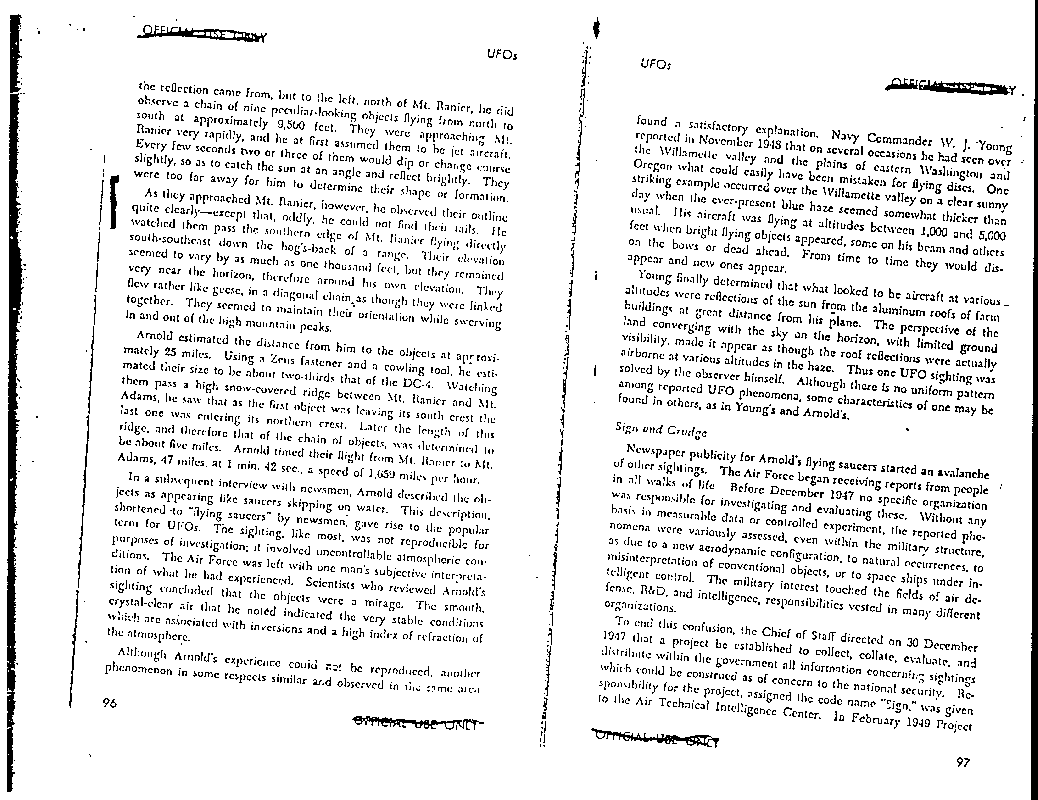 OFFICIAL USE ONLY
UFOs
the reflection came from, but to the left, north of Mt. Ranier, he did
observe a chain of nine peculiar-looking objects flying from north to
south at approximately 9,500 feet. They were approaching Mt.
Ranier very rapidly, and he at first assumed them to be jet aircraft.
Every few seconds two or three of them would dip or change course
slightly, so as to catch the sun at an angle and reflect brightly. They
were too far away for him to determine their shape or formation.
As they approached Mt. Ranier, however, he observed their outline
quite clearly—except that, oddly, he could not find their tails. He
watched them pass the southern edge of Mt. Ranier flying directly
south-southeast down the hog's-back of a range. Their elevation
seemed to vary by as much as one thousand feet, but they remained
very near the horizon, therefore around his own elevation. They
flew rather like geese, in a diagonal chain as though they were linked
together. They seemed to maintain their orientation while swerving
in and out of the high mountain peaks.
Arnold estimated the distance from him to the objects at approxi-
mately 25 miles. Using a Zeus fastener and a cowling tool, he esti-
mated their size to be about two-thirds that of the DC-4. Watching
them pass a high snow-covered ridge between Mt. Ranier and Mt.
Adams, he saw that as the first object was leaving its south crest the
last one was entering its northern crest. Later the length of this
ridge, and therefore that of the chain of objects, was determined to
be about five miles. Arnold timed their flight from Mt. Ranier to Mt.
Adams, 47 miles, at 1 min. 42 sec., a speed of 1,659 miles per hour.
In a subsequent interview with newsmen, Arnold described the ob-
jects as appearing like saucers skipping on water. This description,
shortened to "flying saucers" by newsmen, gave rise to the popular
term for UFOs. The sighting, like most, was not reproducible for
purposes of investigation; it involved uncontrollable atmospheric con-
ditions. The Air Force was left with one man's subjective interpreta-
tion of what he had experienced. Scientists who reviewed Arnold's
sighting concluded that the objects were a mirage. The smooth,
crystal-clear air that he noted indicated the very stable conditions
which are associated with inversions and a high index of refraction of
the atmosphere.
Although Arnold's experience could not be reproduced, another
phenomenon in some respects similar and observed in the same area
96
OFFICIAL USE ONLY
UFOs
OFFICIAL USE ONLY
found a satisfactory explanation. Navy Commander W. J. Young
reported in November 1948 that on several occasions he had seen over
the Willamette valley and the plains of eastern Washington and
Oregon what could easily have been mistaken for flying discs. One
striking example occurred over the Willamette valley on a clear sunny
day when the ever-present blue haze seemed somewhat thicker than
usual. His aircraft was flying at altitudes between 1,000 and 5,000
feet when bright flying objects appeared, some on his beam and others
on the bows or dead ahead. From time to time they would dis-
appear and new ones appear.
Young finally determined that what looked to be aircraft at various
altitudes were reflections of the sun from the aluminum roofs of farm
buildings at great distance from his plane. The perspective of the
land converging with the sky on the horizon, with limited ground
visibility, made it appear as though the roof reflections were actually
airborne at various altitudes in the haze. Thus one UFO sighting was
solved by the observer himself. Although there is no uniform pattern
among reported UFO phenomena, some characteristics of one may be
found in others, as in Young's and Arnold's.
Sign and Grudge
Newspaper publicity for Arnold's flying saucers started an avalanche
of other sightings. The Air Force began receiving reports from people
in all walks of life Before December 1947 no specific organization
was responsible for investigating and evaluating these. Without any
basis in measurable data or controlled experiment, the reported phe-
nomena were variously assessed, even within the military structure,
as due to a new aerodynamic configuration, to natural occurrences, to
misinterpretation of conventional objects, or to space ships under in-
telligent control. The military interest touched the fields of air de-
fense, R&D, and intelligence, responsibilities vested in many different
organizations.
To end this confusion, the Chief of Staff directed on 30 December
1947 that a project be established to collect, collate, evaluate, and
distribute within the government all information concerning sightings
which could be construed as of concern to the national security. Re-
sponsibility for the project, assigned the code name "Sign," was given
to the Air Technical Intelligence Center. In February 1949 Project
OFFICIAL USE ONLY
97